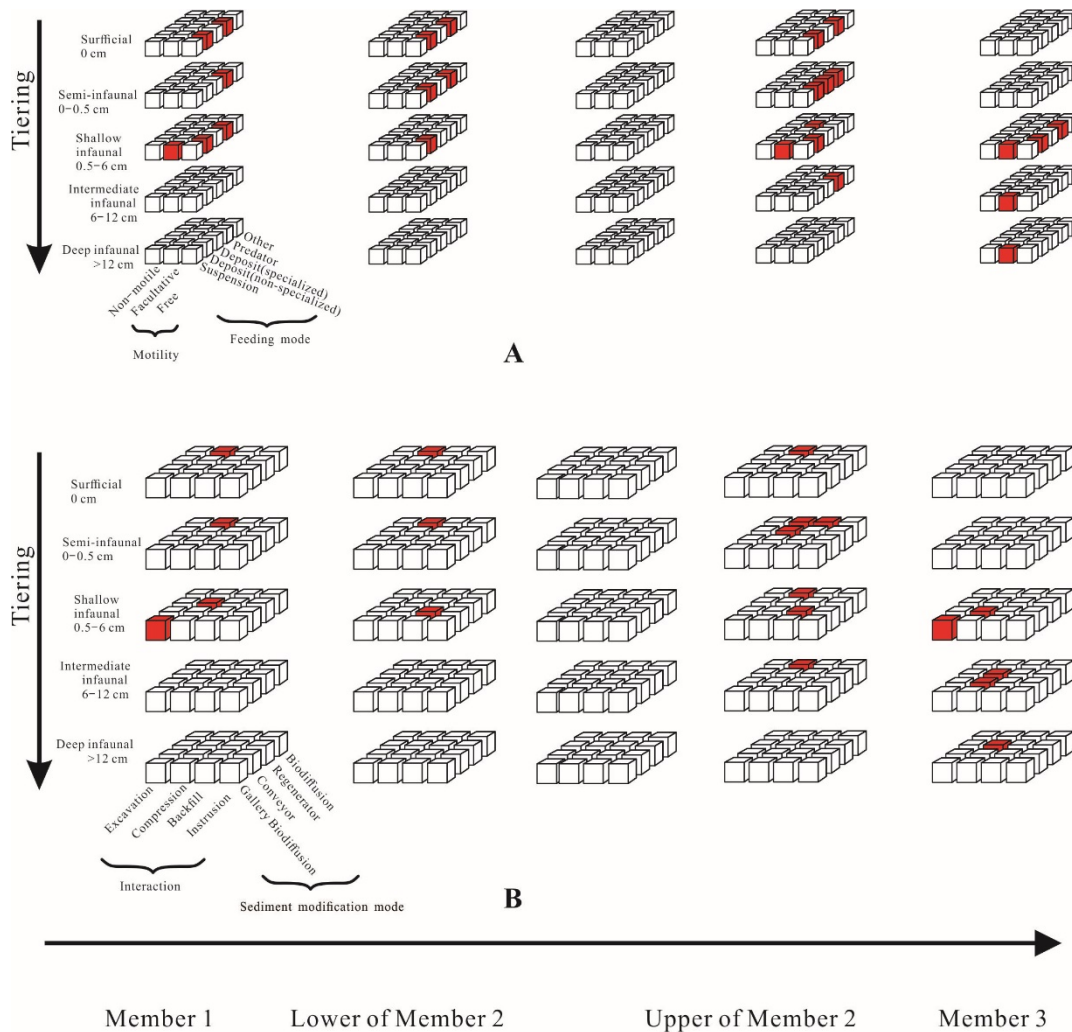 Tiering
Surfficial
0 cm
Semi-infaunal
0-0.5 cm
Shallow
infaunal
0.5-6 cm
Intermediate
infaunal
6-12 cm
Deep infaunal
>12 cm
Other
Predator
Deposit(specialized)
Deposit(non-specialized)
Suspension
Non-motile
Facultative
Free
Motility
Feeding mode
A
Tiering
Surficial
0 cm
Semi-infaunal
0-0.5 cm
Shallow
infaunal
0.5-6 cm
Intermediate
infaunal
6-12 cm
Deep infaunal
>12 cm
Biodiffusion
Regenerator
Conveyor
Gallery Biodiffusion
Excavation
Compression
Backfill
Instrusion
Interaction
Sediment modification mode
B
Member 1
Lower of Member 2
Upper of Member 2
Member 3